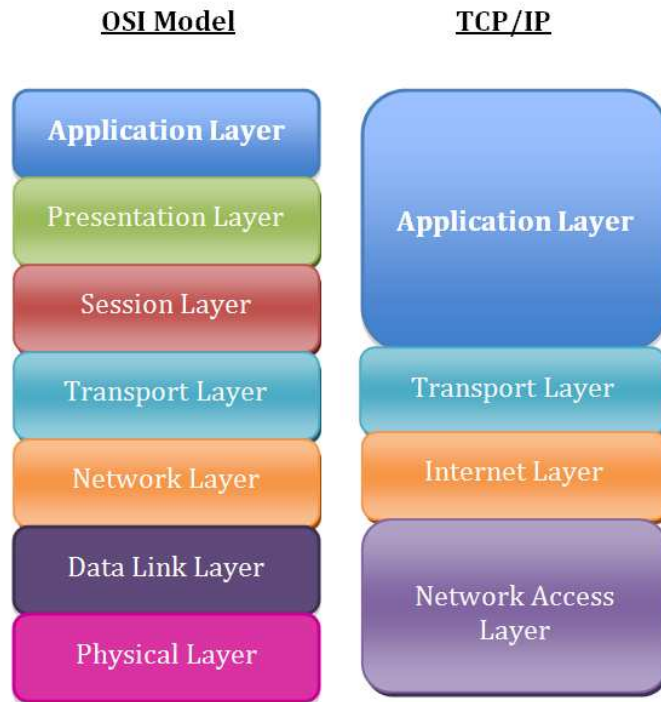 OSI Model
TCP/IP
Application Layer
Presentation Layer
Session Layer
Transport Layer
Network Layer
Data Link Layer
Physical Layer
Application Layer
Transport Layer
Internet Layer
Network Access
Layer